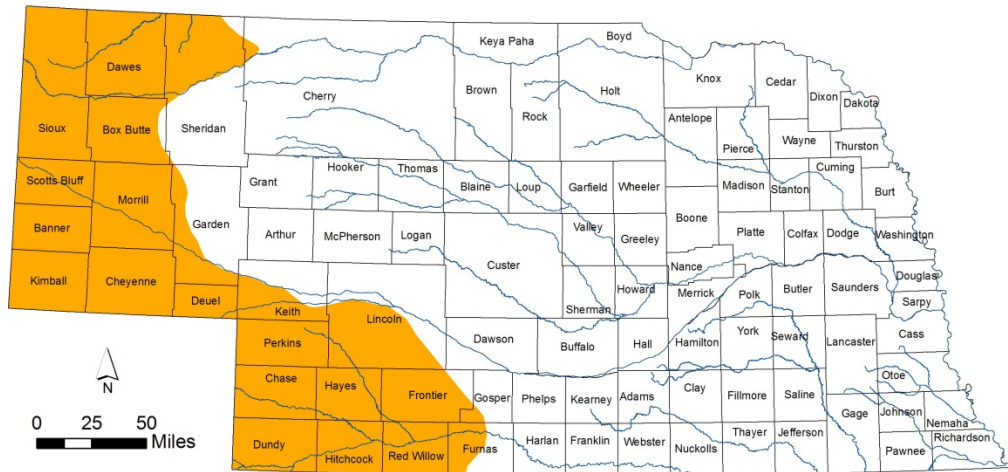 Keya Paha
Boyd
Dawes
Cherry
Brown
Rock
Holt
Knox
Cedar
Dixon
Dakota
Sioux
Box Butte
Sheridan
Antelope
Pierce
Wayne
Thurston
Scotts Bluff
Morrill
Garden
Grant
Hooker
Thomas
Blaine
Loup
Garfield
Wheeler
Madison
Stanton
Cuming
Burt
Banner
Arthur
McPherson
Logan
Custer
Valley
Greeley
Boone
Platte
Colfax
Dodge
Washington
Kimball
Cheyenne
Deuel
Keith
Lincoln
Sherman
Howard
Nance
Merrick
Polk
Butler
Saunders
Douglas
Sarpy
Perkins
Dawson
Buffalo
Hall
Hamilton
York
Seward
Lancaster
Cass
Otoe
Chase
Hayes
Frontier
Gosper
Phelps
Kearney
Adams
Clay
Fillmore
Saline
Gage
Johnson
Nemaha
Dundy
Hitchcock
Red Willow
Furnas
Harlan
Franklin
Webster
Nuckolls
Thayer
Jefferson
Pawnee
Richardson
N
0 25 50
Miles